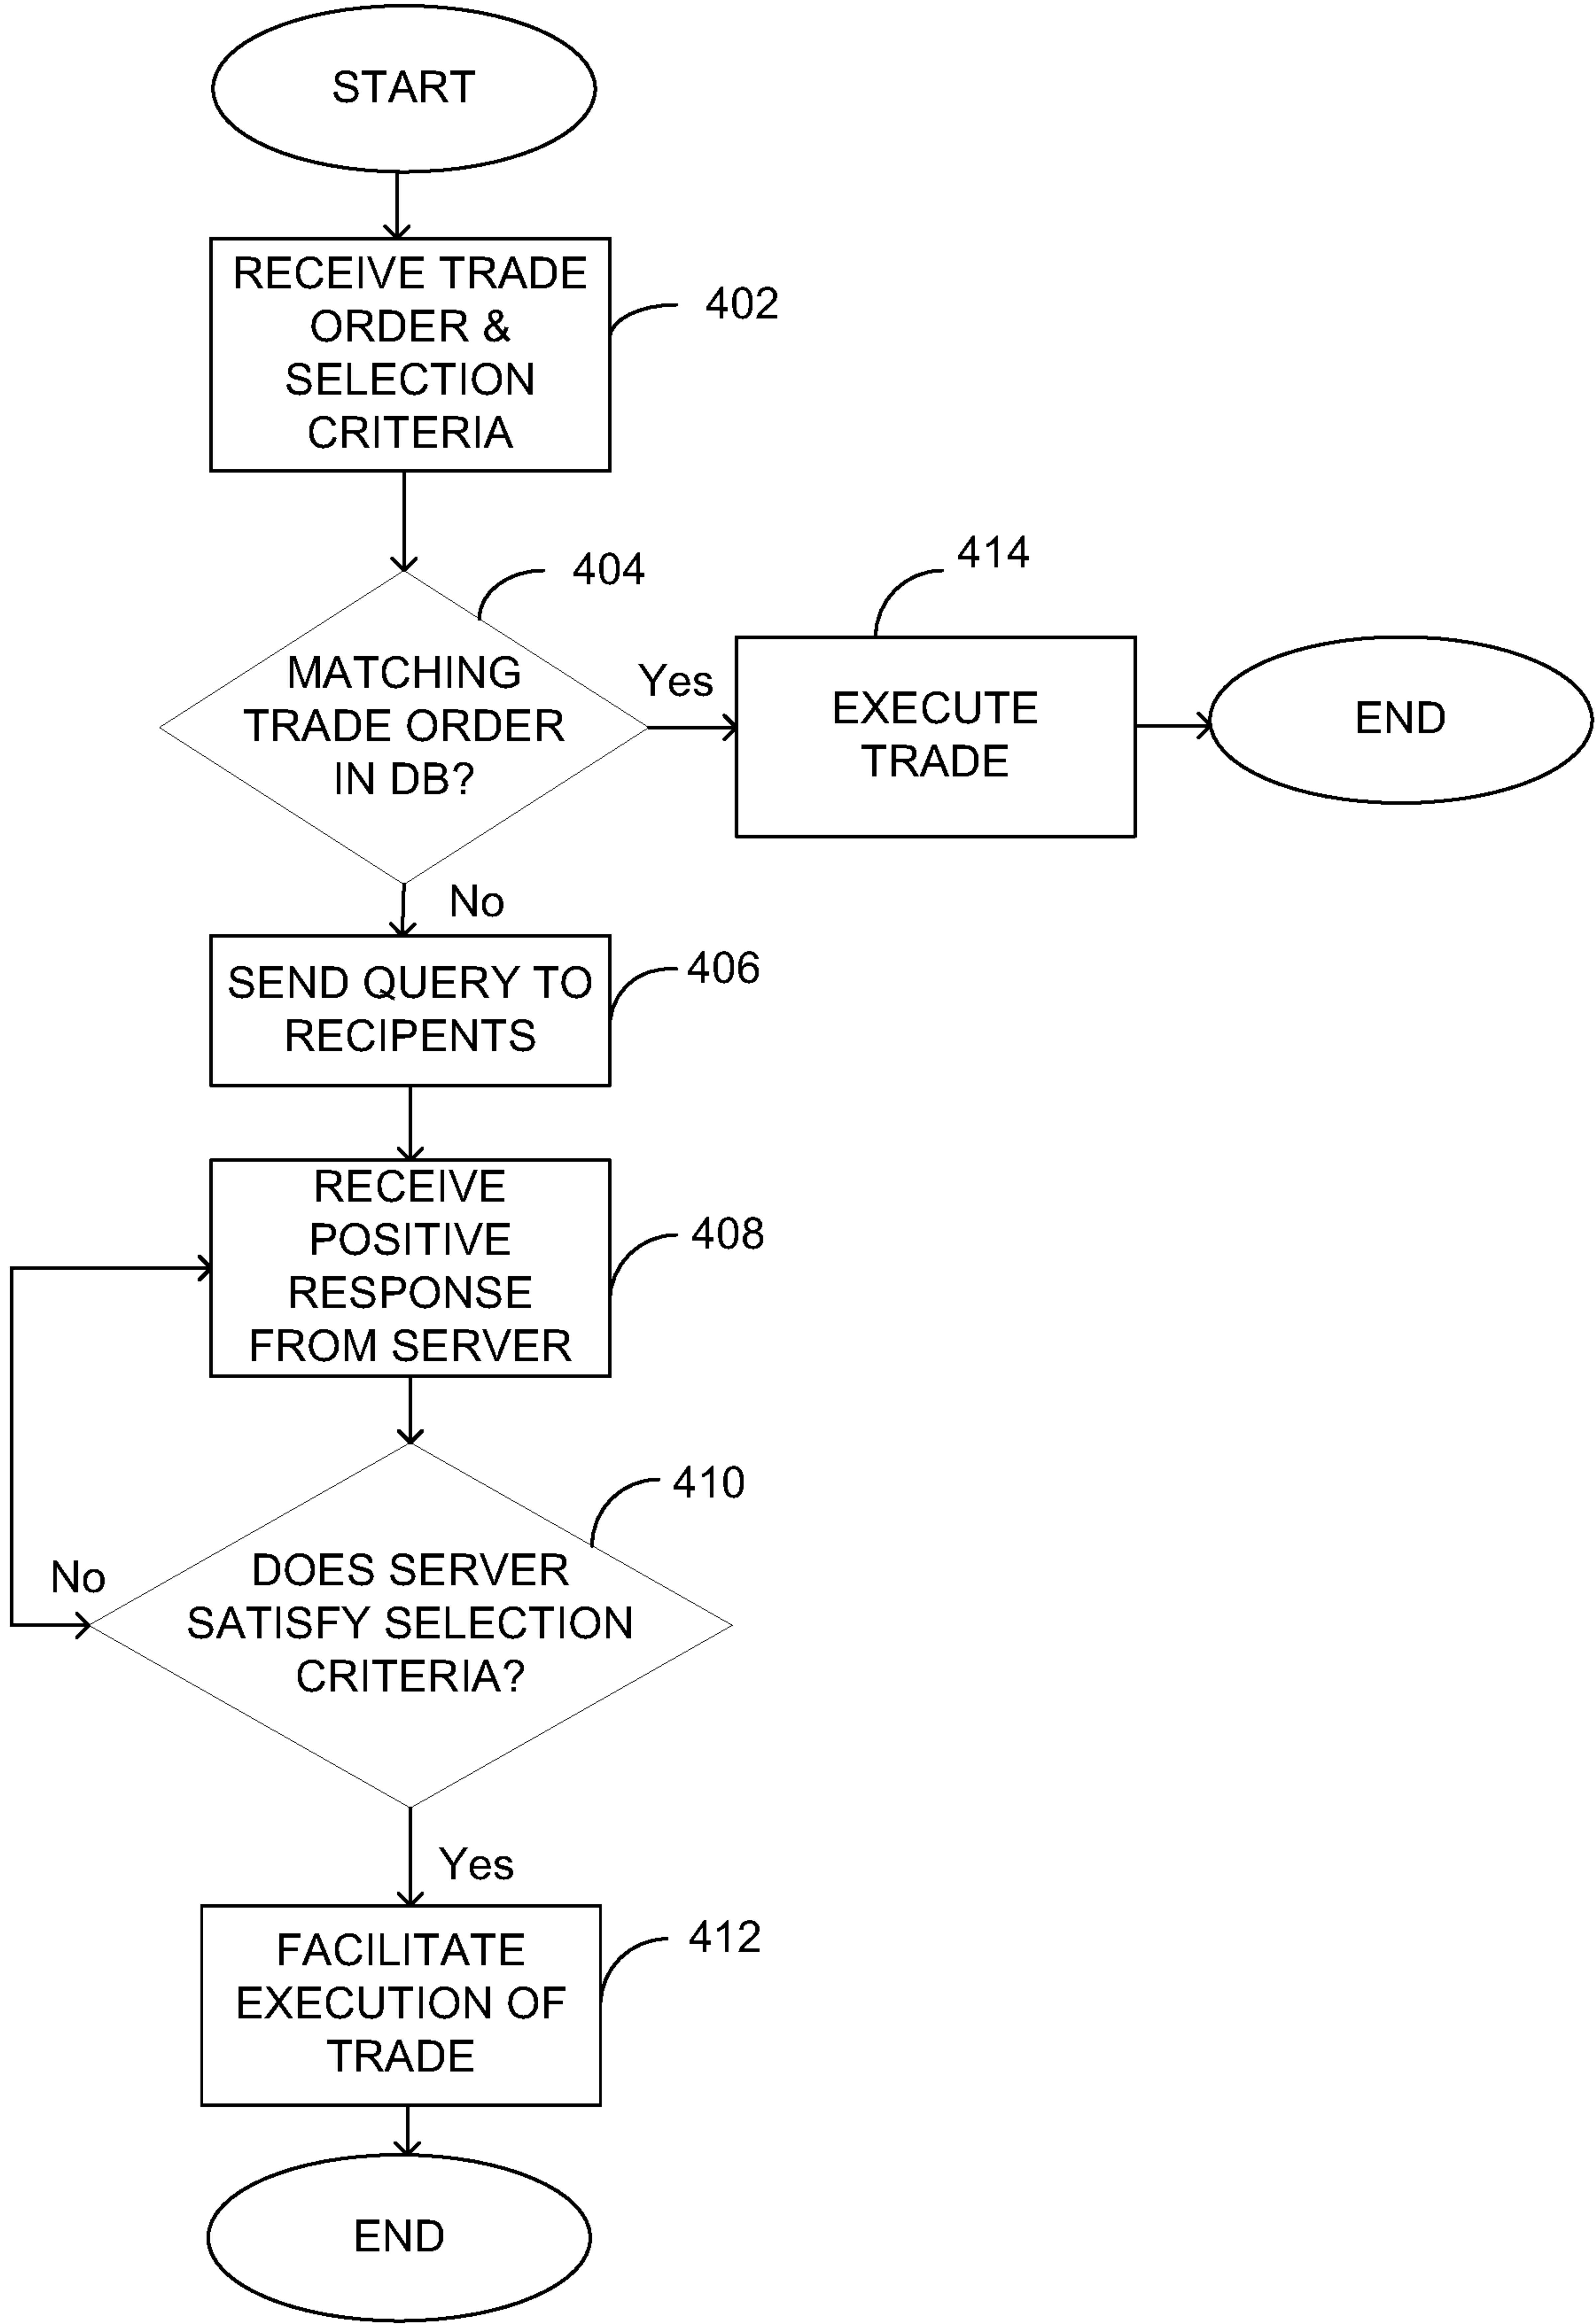 START
RECEIVE TRADE
ORDER &
SELECTION
CRITERIA
402
404
MATCHING
TRADE ORDER
IN DB?
Yes
414
EXECUTE
TRADE
END
No
SEND QUERY TO
RECIPENTS
406
RECEIVE
POSITIVE
RESPONSE
FROM SERVER
408
410
DOES SERVER
SATISFY SELECTION
CRITERIA?
No
Yes
FACILITATE
EXECUTION OF
TRADE
412
END